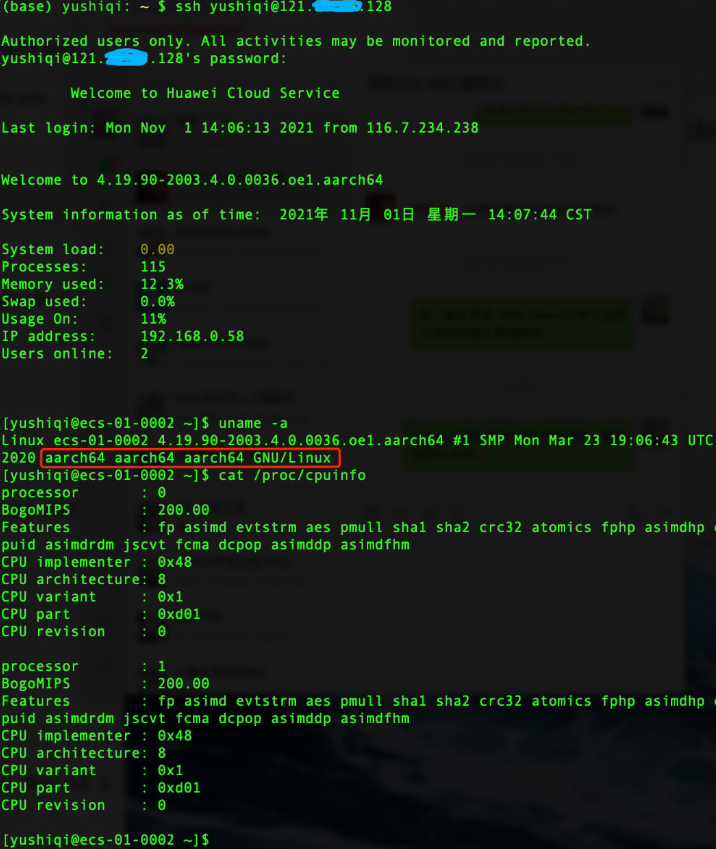 (base) yushiqi: ~ $ ssh yushiqi@121. .128
Authorized users only. All activities may be monitored and reported.
yushiqi@121. .128's password:
Welcome to Huawei Cloud Service
Last login: Mon Nov  1 14:06:13 2021 from 116.7.234.238
Welcome to 4.19.90-2003.4.0.0036.oe1.aarch64
System information as of time:  2021年 11月 01日 星期一 14:07:44 CST
System load:    0.00
Processes:      115
Memory used:    12.3%
Swap used:      0.0%
Usage On:       11%
IP address:     192.168.0.58
Users online:   2
[yushiqi@ecs-01-0002 ~]$ uname -a
Linux ecs-01-0002 4.19.90-2003.4.0.0036.oe1.aarch64 #1 SMP Mon Mar 23 19:06:43 UTC
2020 aarch64 aarch64 aarch64 GNU/Linux
[yushiqi@ecs-01-0002 ~]$ cat /proc/cpuinfo
processor       : 0
BogoMIPS        : 200.00
Features        : fp asimd evtstrm aes pmull sha1 sha2 crc32 atomics fphp asimdhp
puid asimdrdm jscvt fcma dcpop asimddp asimdfhm
CPU implementer : 0x48
CPU architecture: 8
CPU variant     : 0x1
CPU part        : 0xd01
CPU revision    : 0
processor       : 1
BogoMIPS        : 200.00
Features        : fp asimd evtstrm aes pmull sha1 sha2 crc32 atomics fphp asimdhp
puid asimdrdm jscvt fcma dcpop asimddp asimdfhm
CPU implementer : 0x48
CPU architecture: 8
CPU variant     : 0x1
CPU part        : 0xd01
CPU revision    : 0
[yushiqi@ecs-01-0002 ~]$